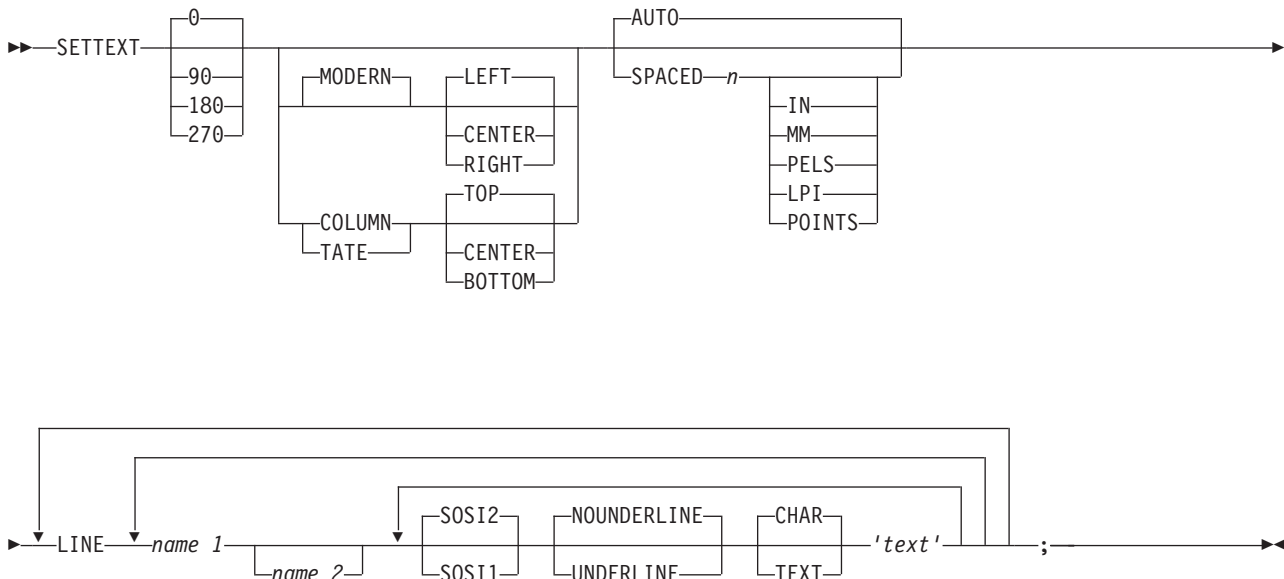 0
SETTEXT
90
180
270
MODERN
LEFT
CENTER
RIGHT
COLUMN
TATE
TOP
CENTER
BOTTOM
AUTO
SPACED n
IN
MM
PELS
LPI
POINTS
LINE name 1
name 2
SOSI2
SOSI1
NOUNDERLINE
UNDERLINE
CHAR
TEXT
'text'
;